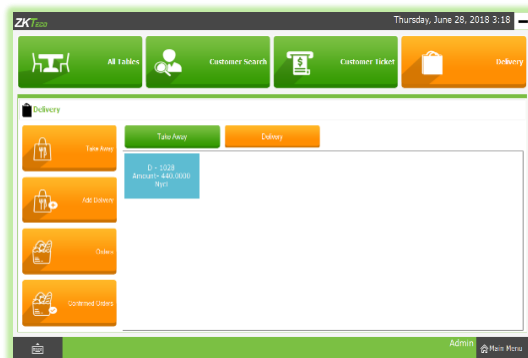 ZKTeco
Thursday, June 28, 2018 3:18
All Tables
Customer Search
Customer Ticket
Delivery
Delivery
Take Away
Add Delivery
Orders
Confirmed Orders
Take Away
Delivery
D - 1028
Amount- 440.0000
Nyel
Admin
Main Menu